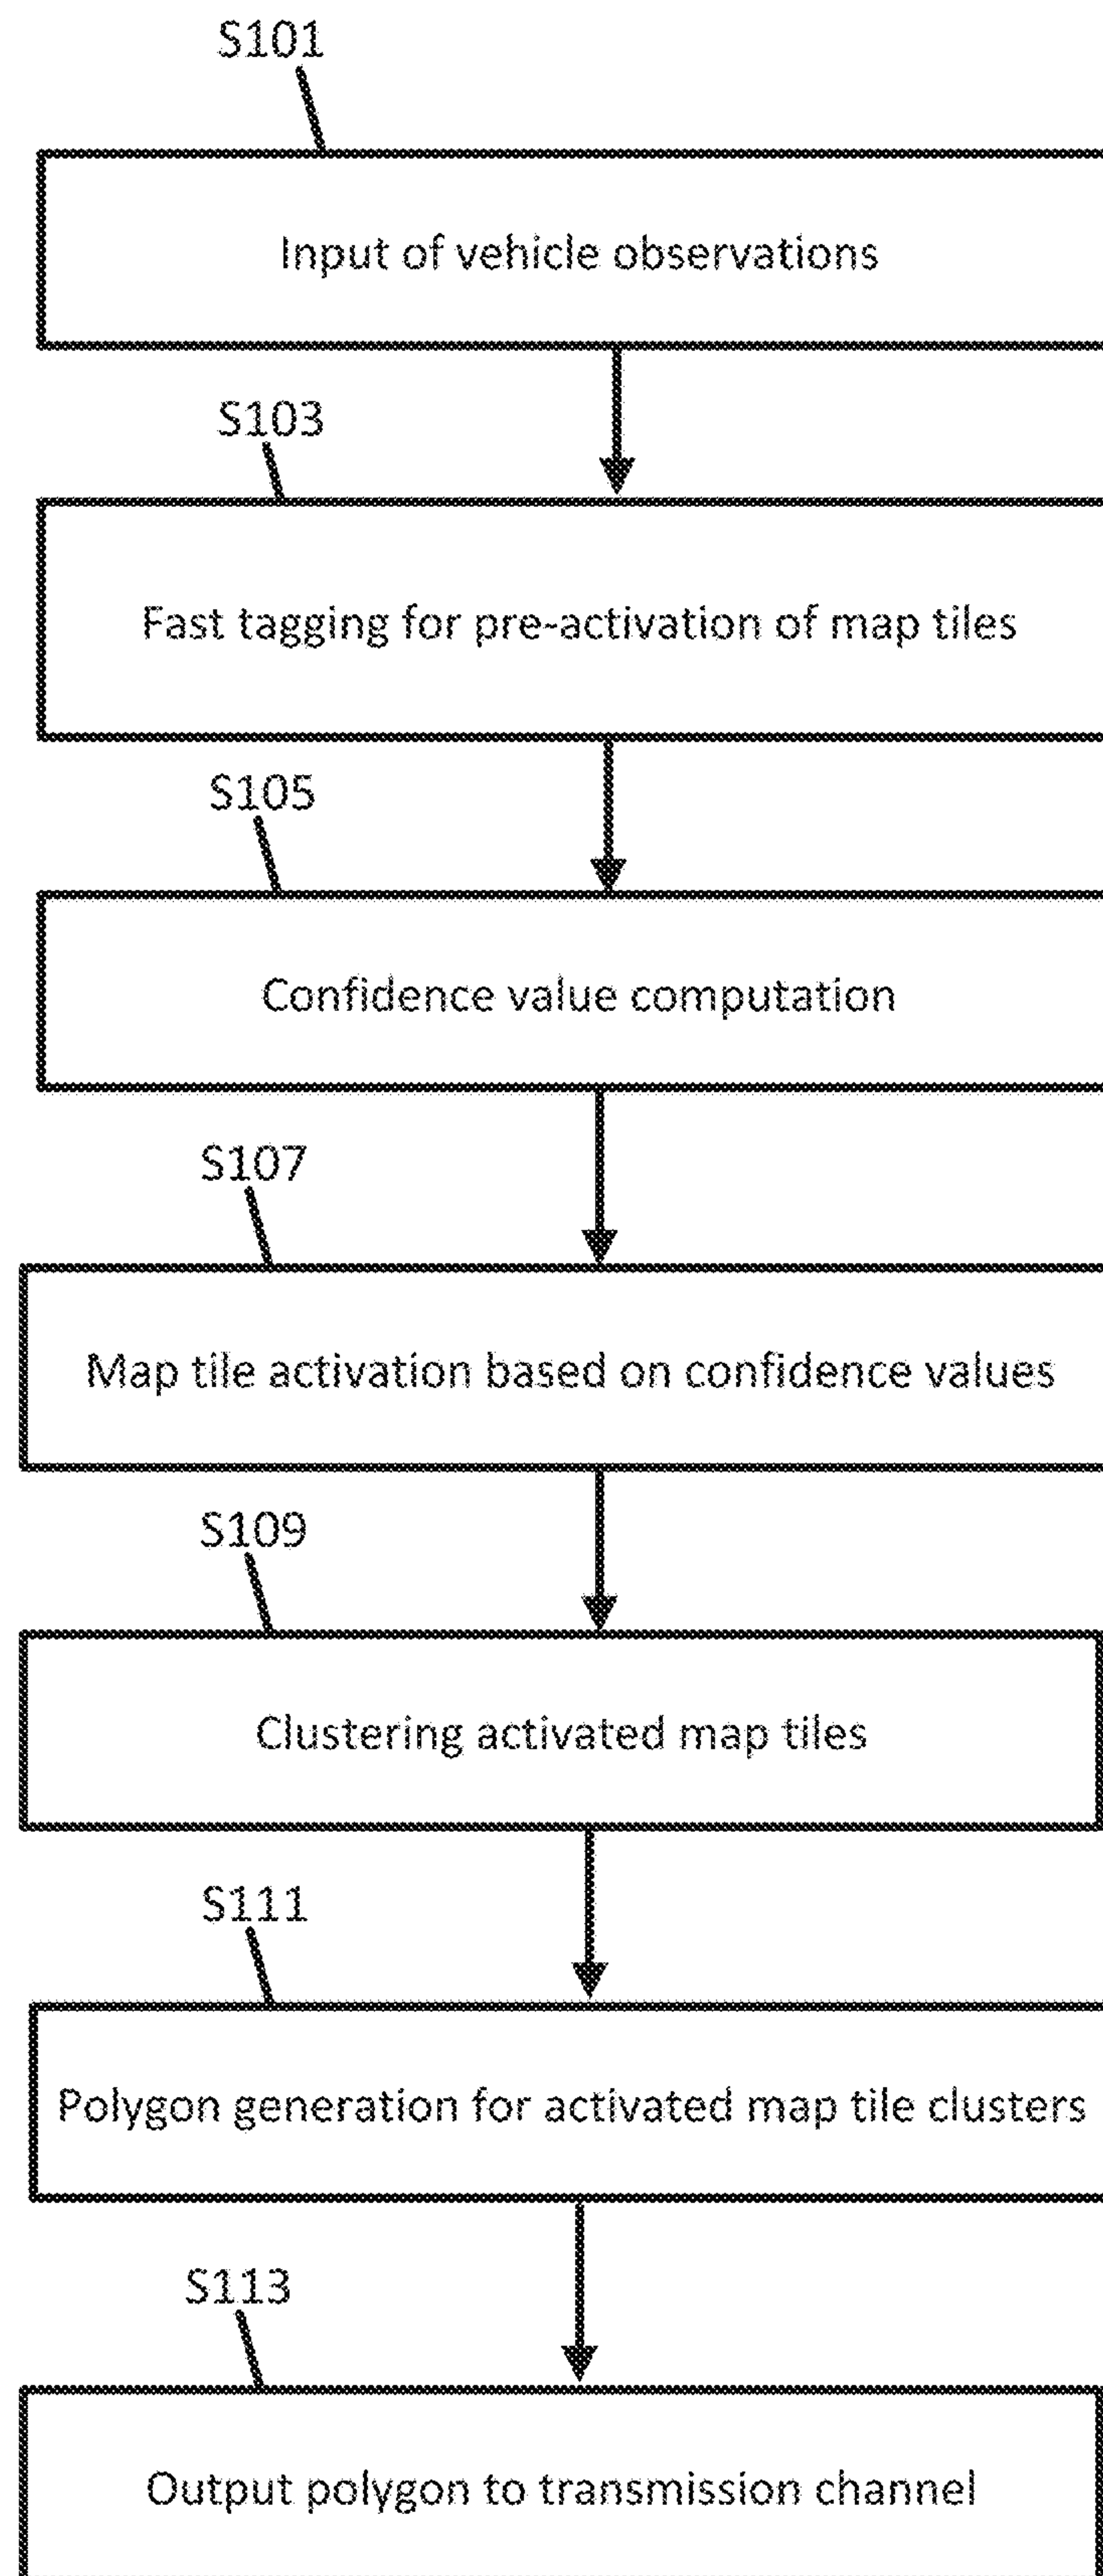 S101
Input of vehicle observations
S103
Fast tagging for pre-activation of map tiles
S105
Confidence value computation
S107
Map tile activation based on confidence values
S109
Clustering activated map tiles
S111
Polygon generation for activated map tile clusters
S113
Output polygon to transmission channel